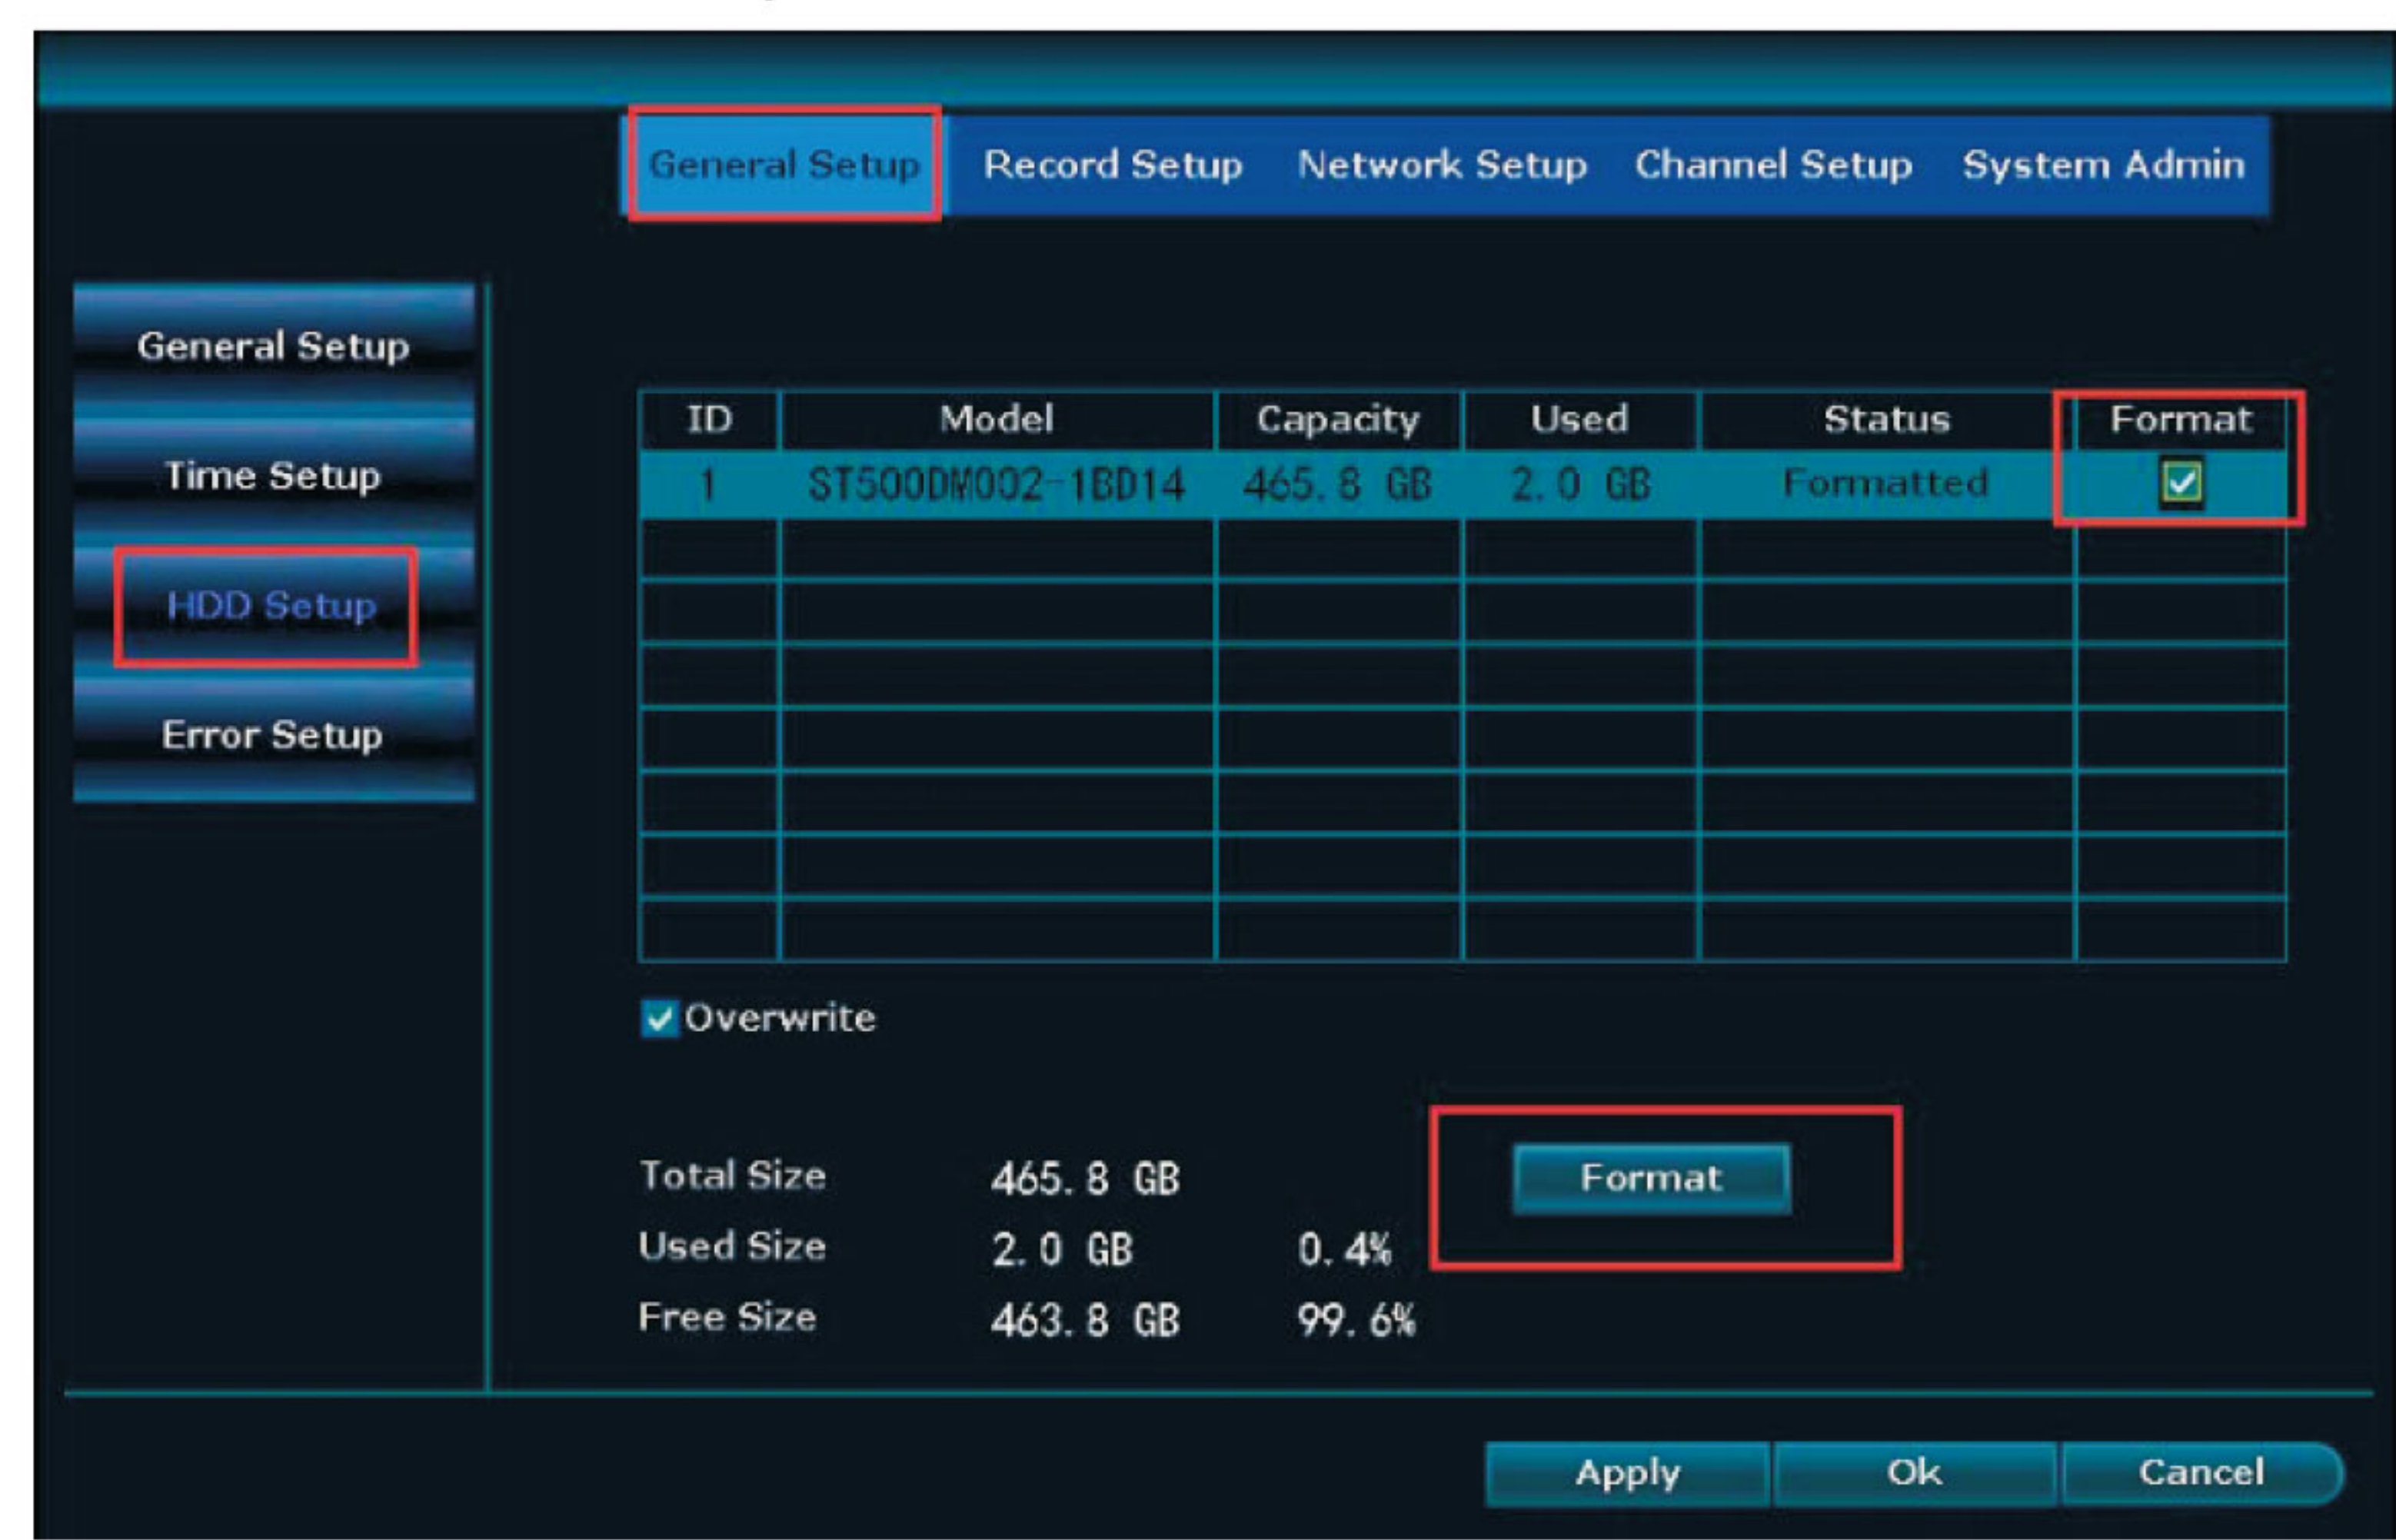 General Setup Record Setup Network Setup Channel Setup System Admin
General Setup
Time Setup
HDD Setup
Error Setup
ID Model Capacity Used Status Format
1 ST500DM002-1BD14 465.8 GB 2.0 GB Formatted
Overwrite
Total Size 465.8 GB Format
Used Size 2.0 GB 0.4%
Free Size 463.8 GB 99.6%
Apply Ok Cancel